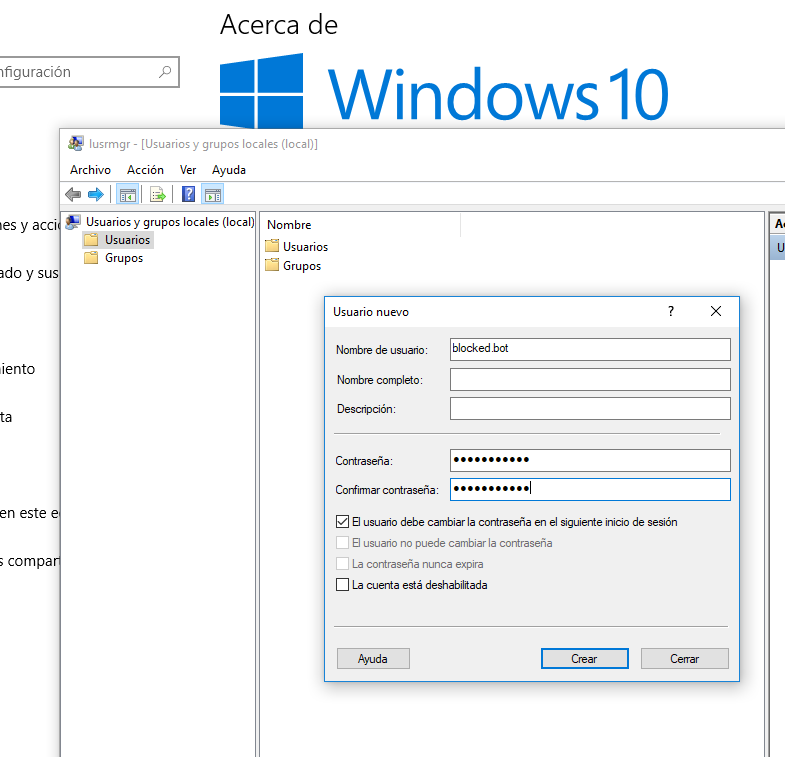 Acerca de
nfiguración
Windows 10
lusrmgr - [Usuarios y grupos locales (local)]
Archivo Acción Ver Ayuda
nes y acci
Usuarios y grupos locales (local)
Usuarios
Grupos
Nombre
Usuarios
Grupos
ado y sus
iento
ta
en este e
s compart
Usuario nuevo
Nombre de usuario: blocked.bot
Nombre completo:
Descripción:
Contraseña: •••••••••••
Confirmar contraseña: •••••••••••
El usuario debe cambiar la contraseña en el siguiente inicio de sesión
El usuario no puede cambiar la contraseña
La contraseña nunca expira
La cuenta está deshabilitada
Ayuda Crear Cerrar